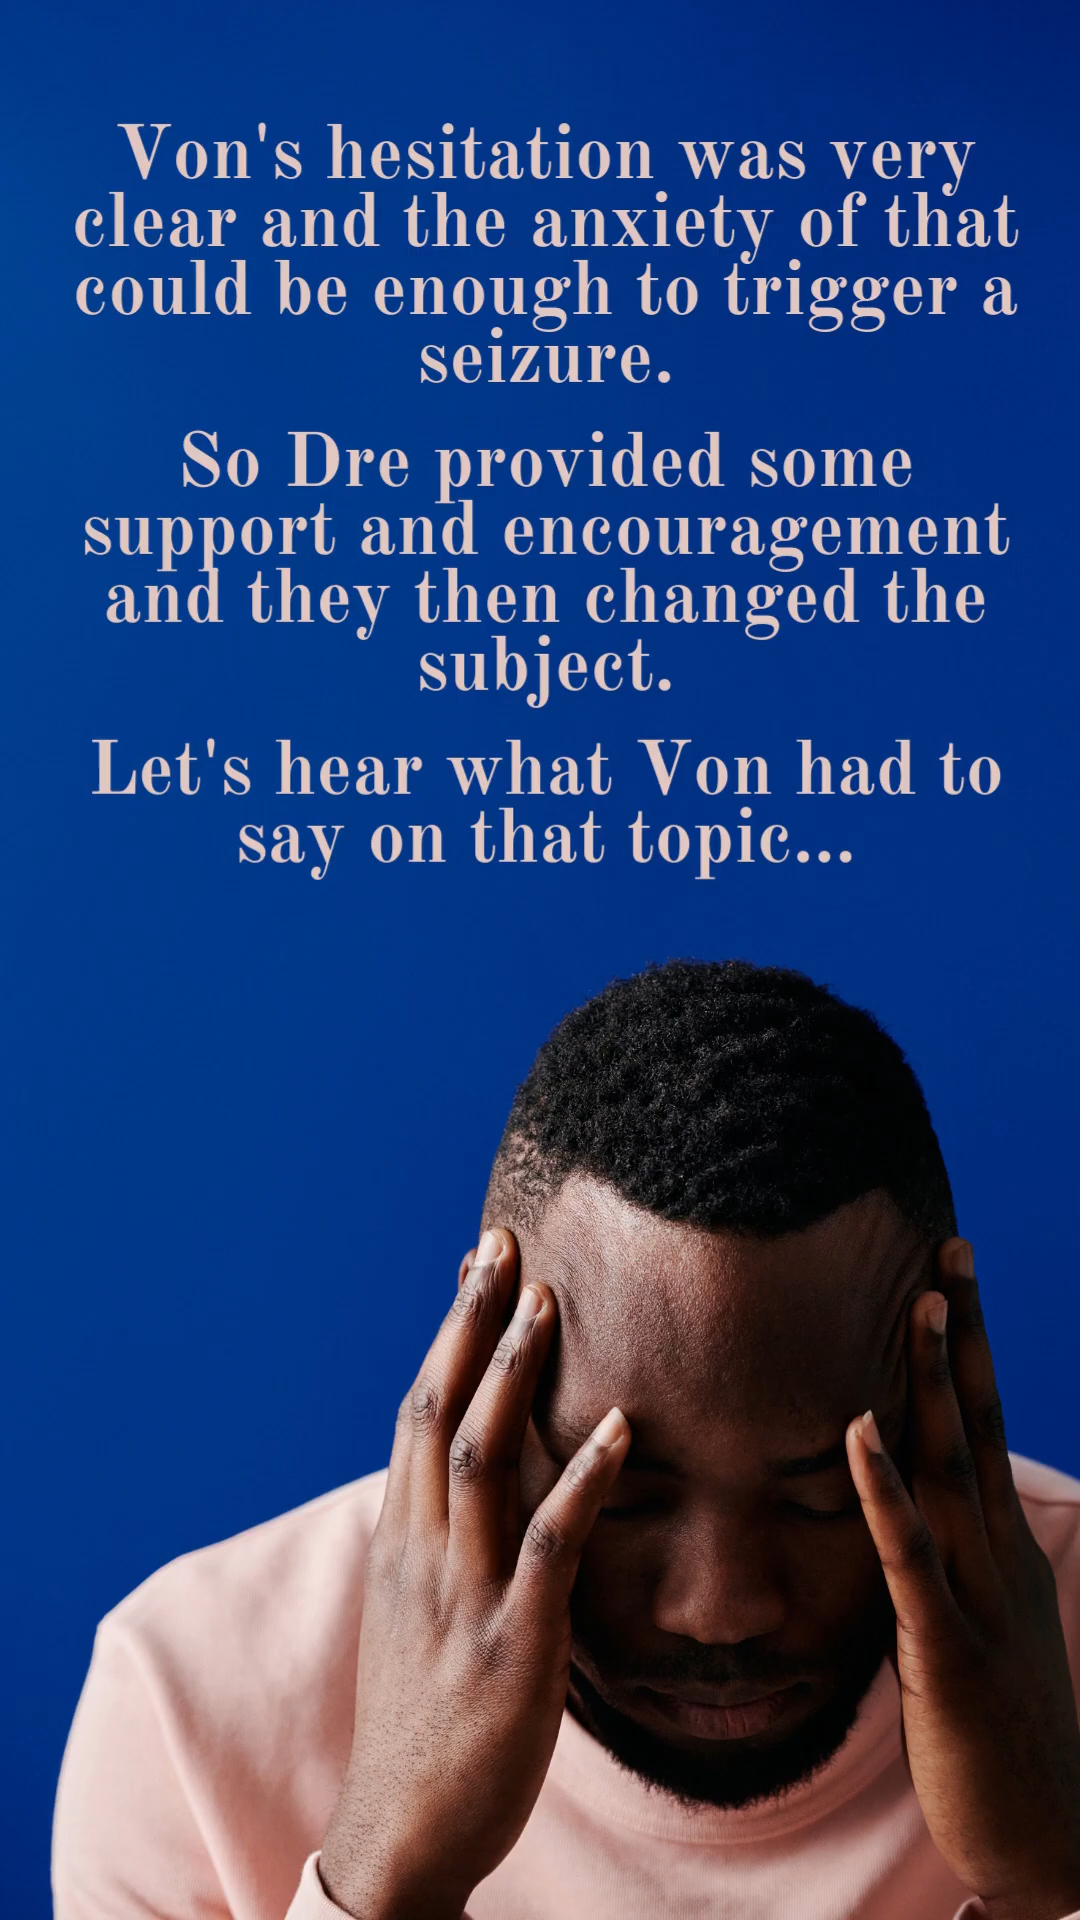 Von's hesitation was very
clear and the anxiety of that
could be enough to trigger a
seizure.
So Dre provided some
support and encouragement
and they then changed the
subject.
Let's hear what Von had to
say on that topic...